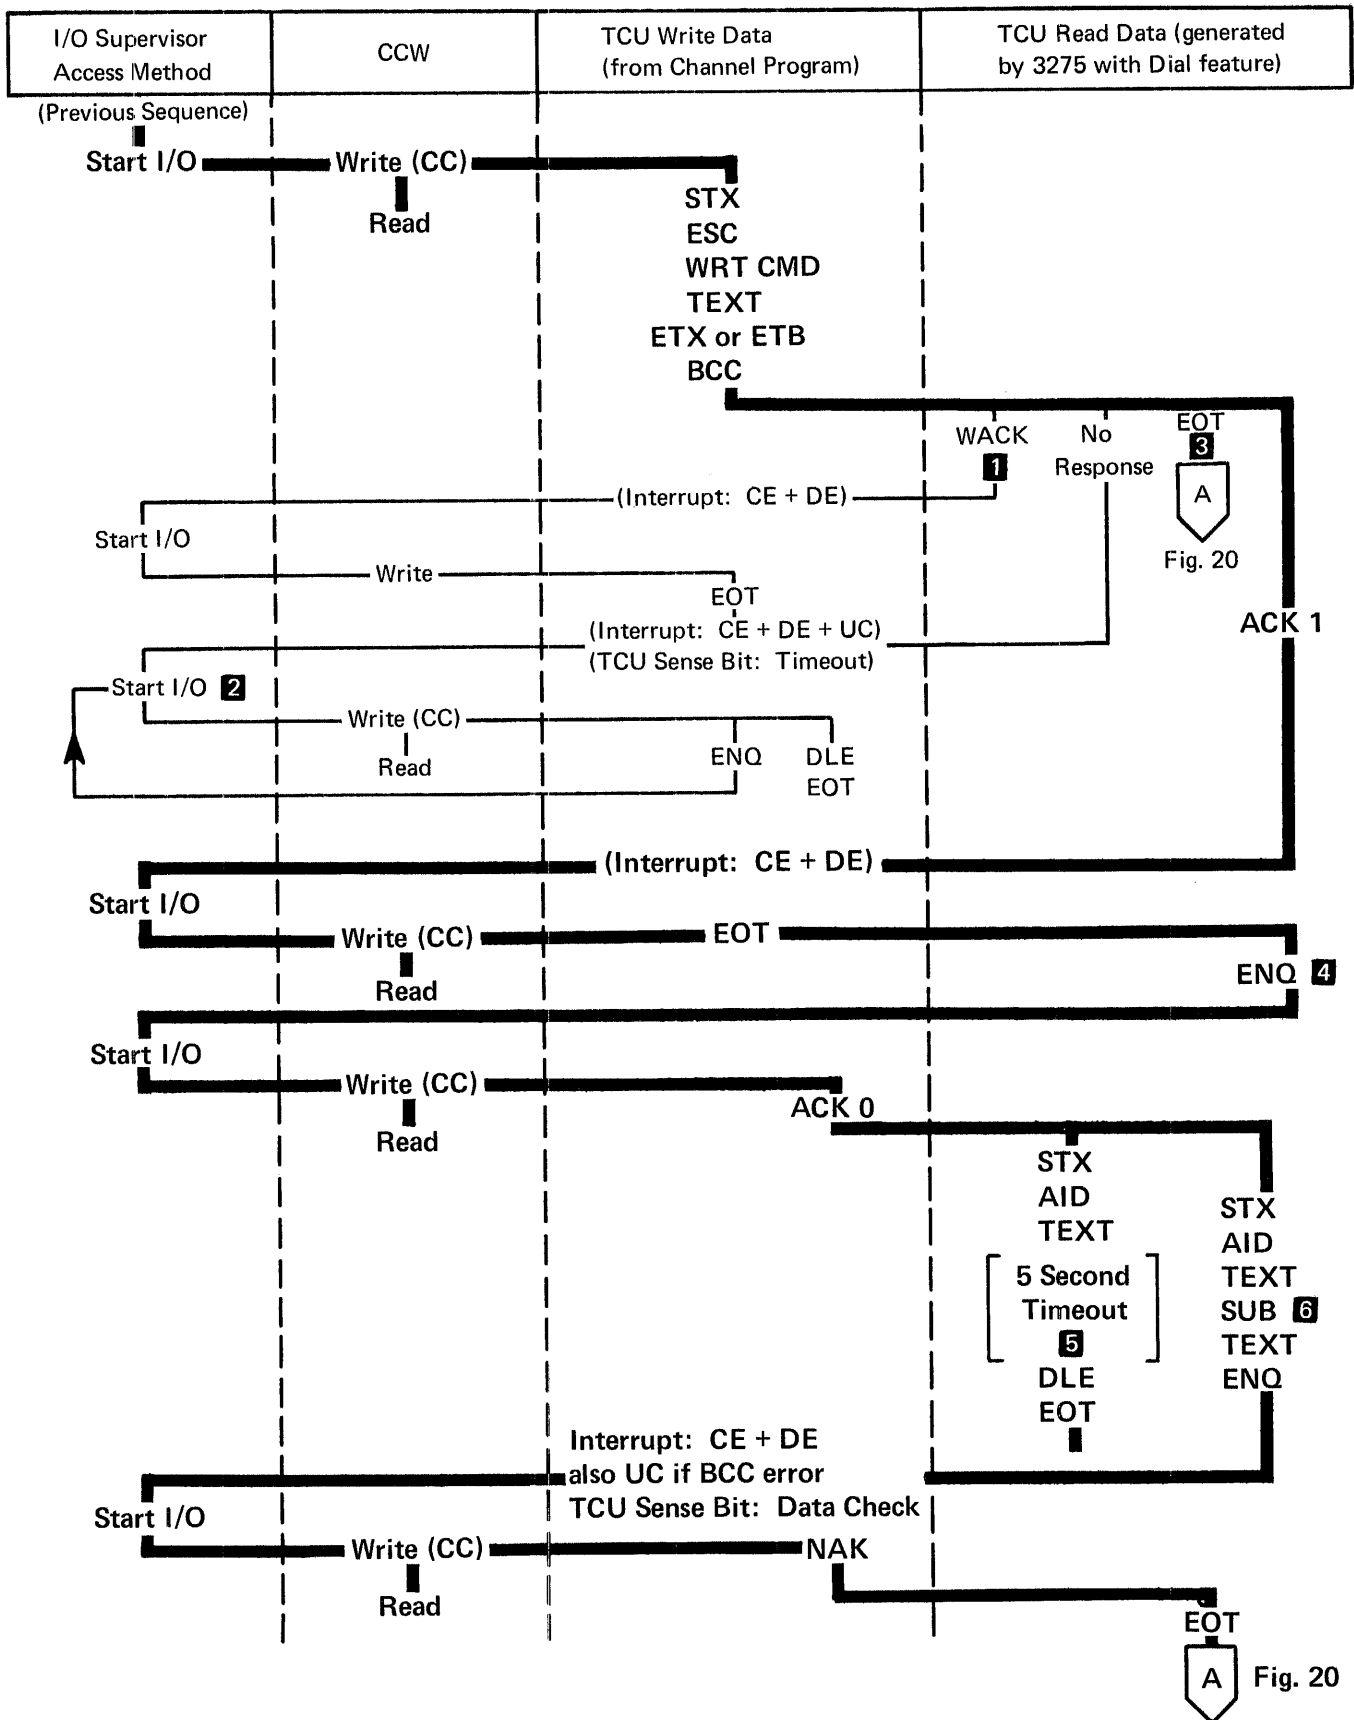 I/O Supervisor
Access Method
CCW
TCU Write Data
(from Channel Program)
TCU Read Data (generated
by 3275 with Dial feature)
(Previous Sequence)
Start I/O
Write (CC)
Read
STX
ESC
WRT CMD
TEXT
ETX or ETB
BCC
WACK
1
No
Response
EOT
3
A
Fig. 20
(Interrupt: CE + DE)
Start I/O
Write
EOT
ACK 1
(Interrupt: CE + DE + UC)
(TCU Sense Bit: Timeout)
Start I/O 2
Write (CC)
Read
ENQ
DLE
EOT
(Interrupt: CE + DE)
Start I/O
Write (CC)
EOT
Read
ENQ 4
Start I/O
Write (CC)
Read
ACK 0
STX
AID
TEXT
5 Second
Timeout
5
DLE
EOT
STX
AID
TEXT
SUB 6
TEXT
ENQ
Interrupt: CE + DE
also UC if BCC error
TCU Sense Bit: Data Check
Start I/O
Write (CC)
NAK
Read
EOT
A Fig. 20